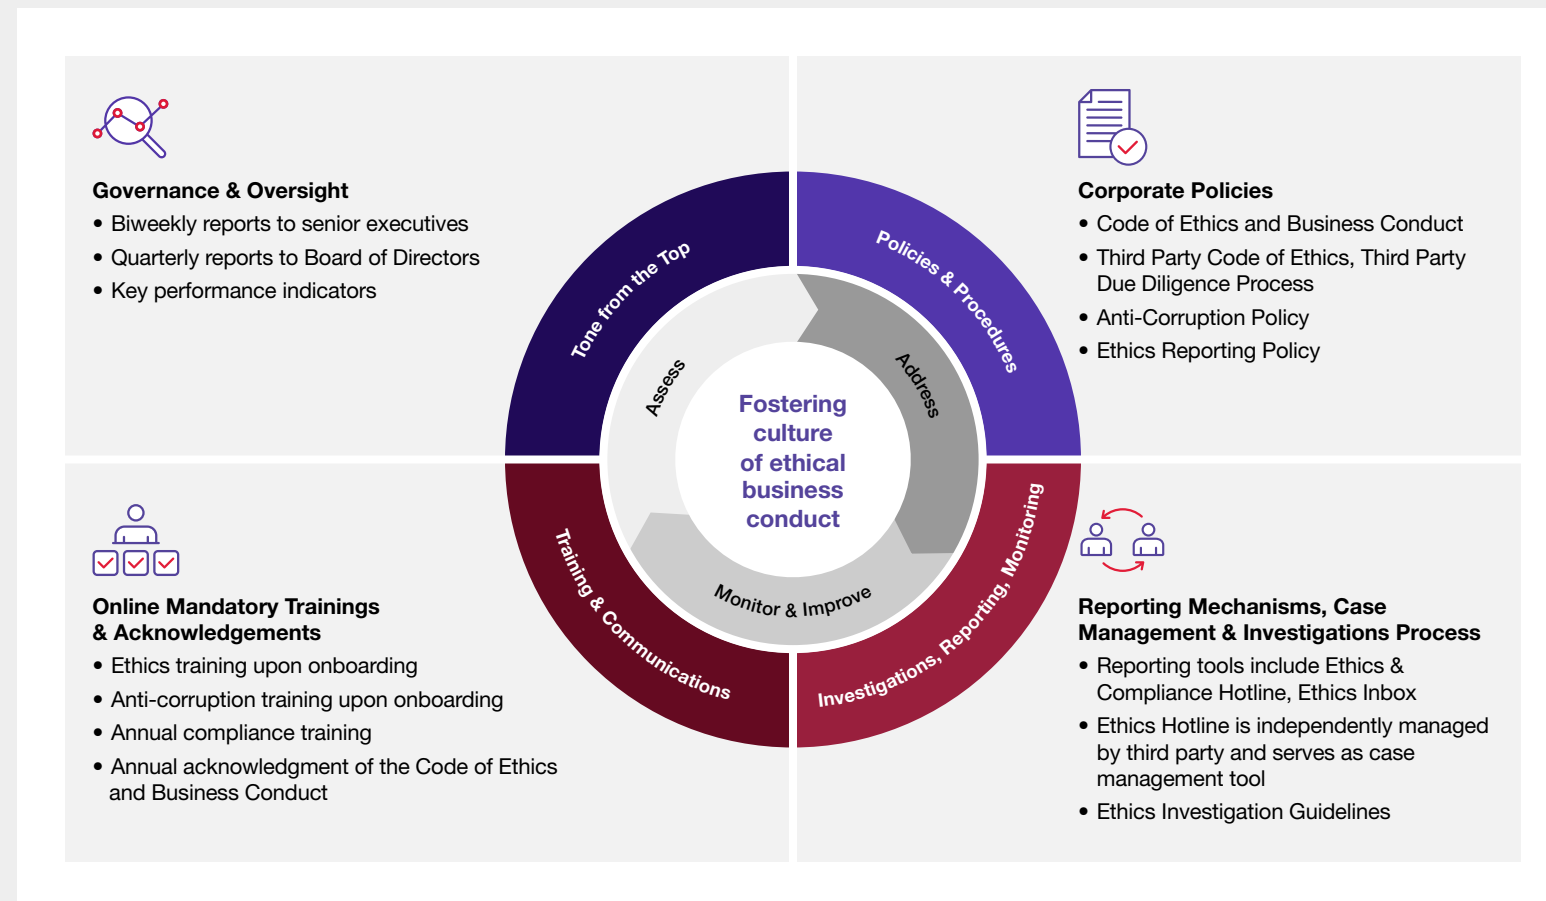 Governance & Oversight
• Biweekly reports to senior executives
• Quarterly reports to Board of Directors
• Key performance indicators
Corporate Policies
• Code of Ethics and Business Conduct
• Third Party Code of Ethics, Third Party
Due Diligence Process
• Anti-Corruption Policy
• Ethics Reporting Policy
Tone from the Top
Policies & Procedures
Assess
Address
Fostering
culture
of ethical
business
conduct
Monitor & Improve
Training & Communications
Investigations, Reporting, Monitoring
Online Mandatory Trainings
& Acknowledgements
• Ethics training upon onboarding
• Anti-corruption training upon onboarding
• Annual compliance training
• Annual acknowledgment of the Code of Ethics
and Business Conduct
Reporting Mechanisms, Case
Management & Investigations Process
• Reporting tools include Ethics &
Compliance Hotline, Ethics Inbox
• Ethics Hotline is independently managed
by third party and serves as case
management tool
• Ethics Investigation Guidelines